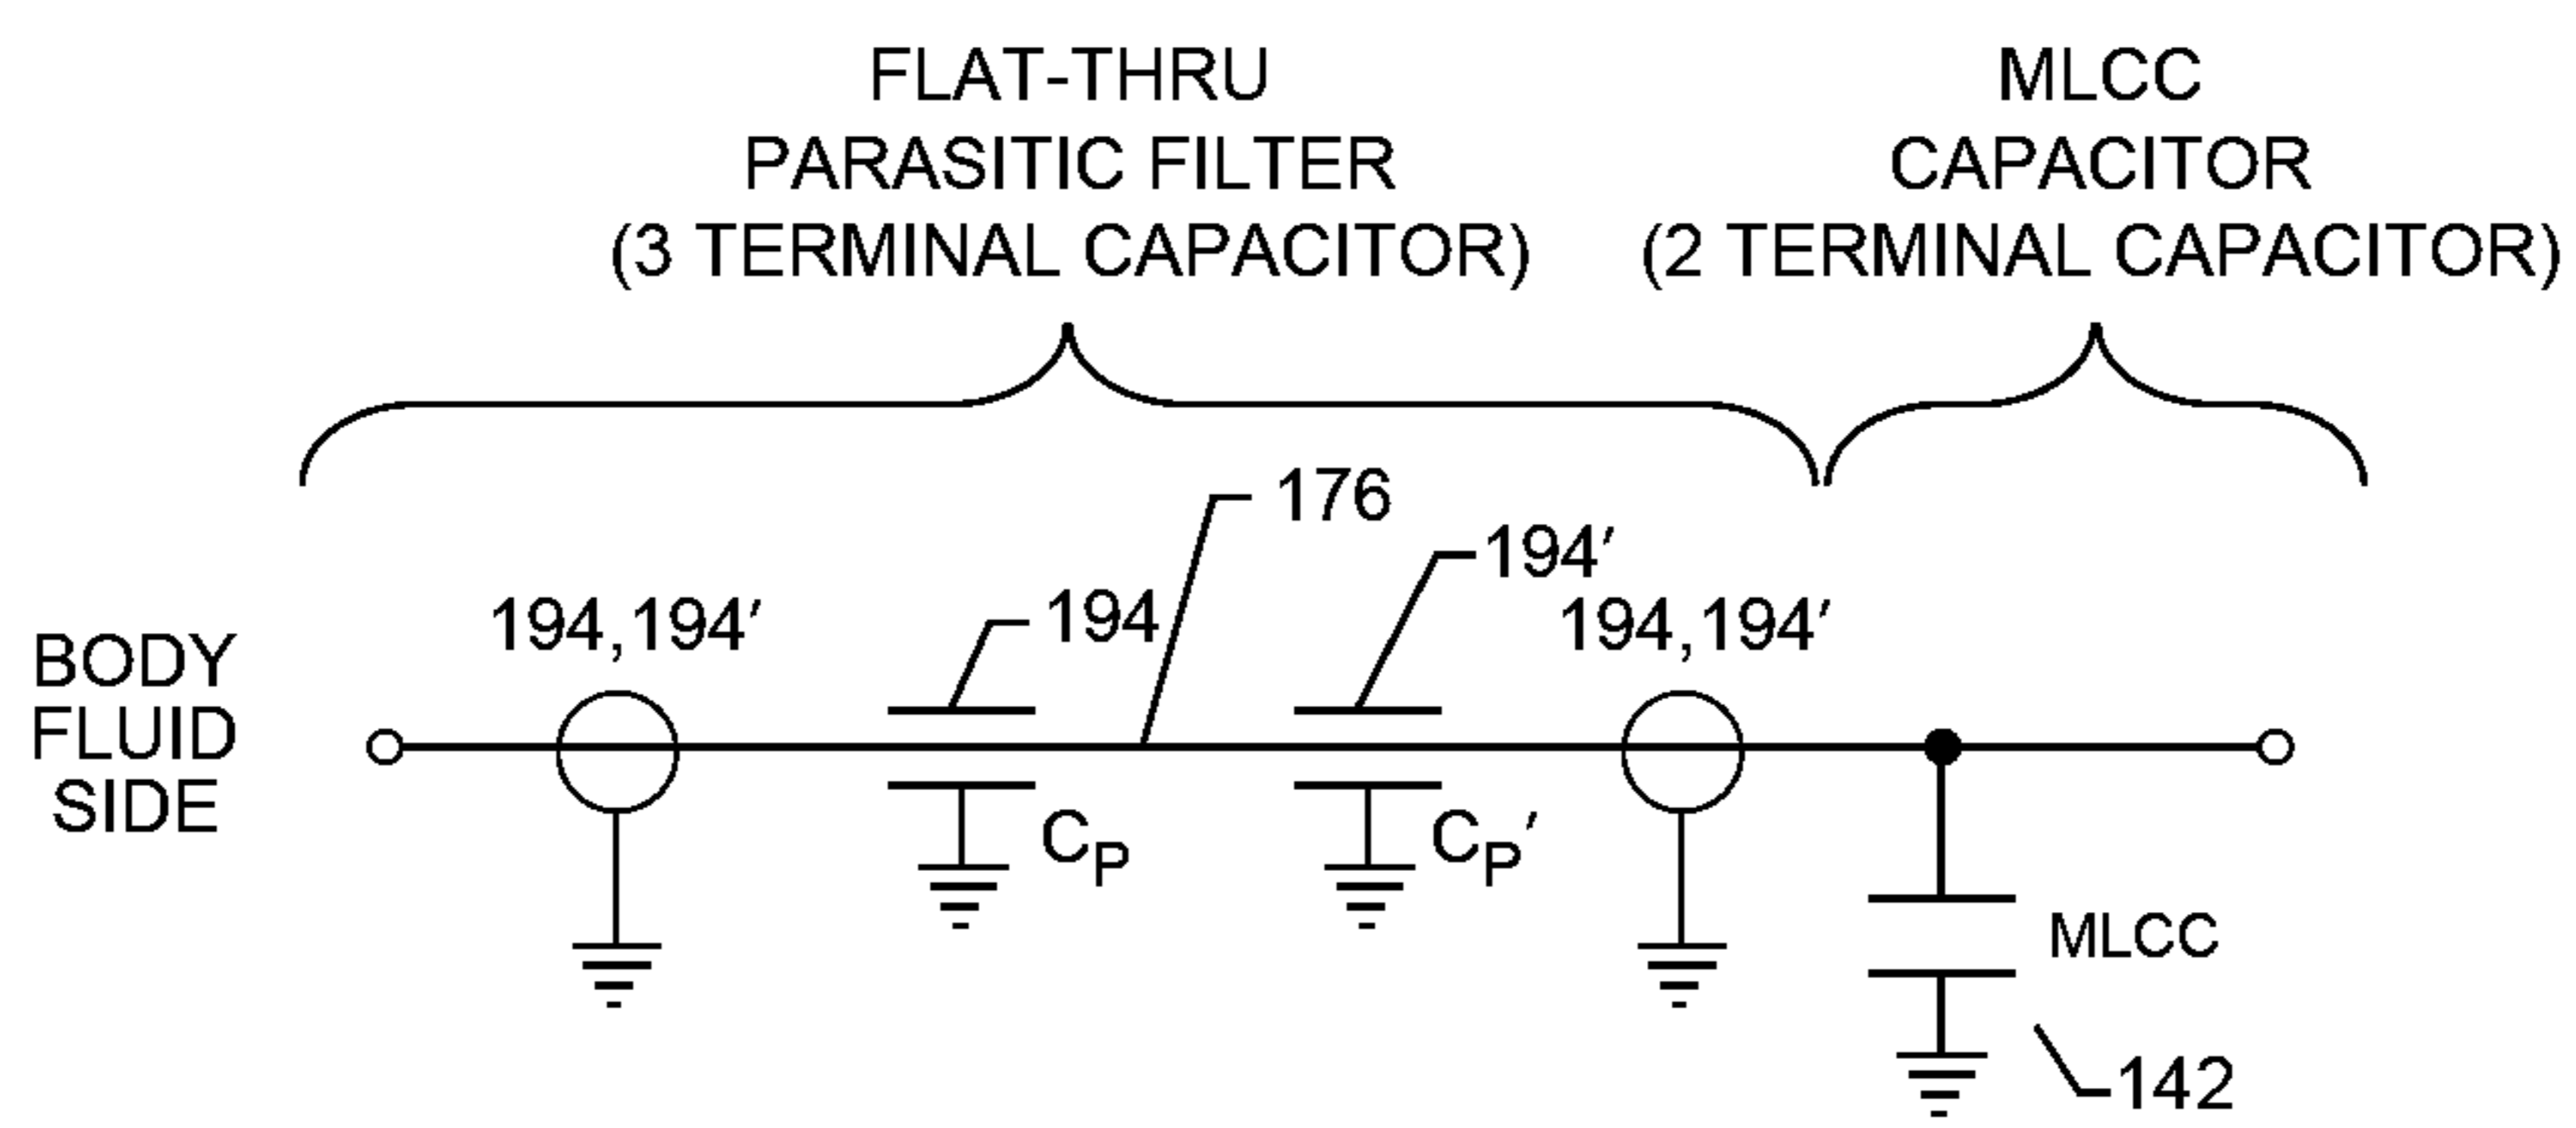 FLAT-THRU
PARASITIC FILTER
(3 TERMINAL CAPACITOR)
MLCC
CAPACITOR
(2 TERMINAL CAPACITOR)
176
194′
194,194′
194
194,194′
BODY
FLUID
SIDE
CP
CP′
MLCC
142